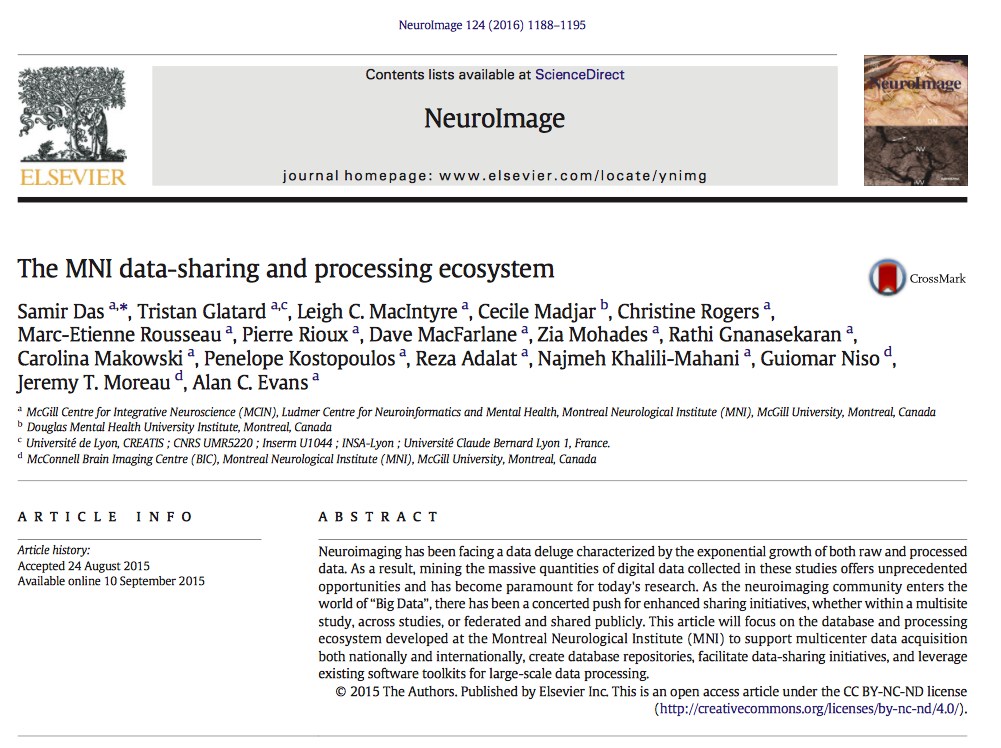 NeuroImage 124 (2016) 1188–1195
Contents lists available at ScienceDirect
NeuroImage
journal homepage: www.elsevier.com/locate/ynimg
ELSEVIER
NeuroImage
The MNI data-sharing and processing ecosystem
CrossMark
Samir Das a,*, Tristan Glatard a,c, Leigh C. MacIntyre a, Cecile Madjar b, Christine Rogers a,
Marc-Etienne Rousseau a, Pierre Rioux a, Dave MacFarlane a, Zia Mohades a, Rathi Gnanasekaran a,
Carolina Makowski a, Penelope Kostopoulos a, Reza Adalat a, Najmeh Khalili-Mahani a, Guiomar Niso d,
Jeremy T. Moreau d, Alan C. Evans a
a McGill Centre for Integrative Neuroscience (MCIN), Ludmer Centre for Neuroinformatics and Mental Health, Montreal Neurological Institute (MNI), McGill University, Montreal, Canada
b Douglas Mental Health University Institute, Montreal, Canada
c Université de Lyon, CREATIS ; CNRS UMR5220 ; Inserm U1044 ; INSA-Lyon ; Université Claude Bernard Lyon 1, France.
d McConnell Brain Imaging Centre (BIC), Montreal Neurological Institute (MNI), McGill University, Montreal, Canada
ARTICLE INFO
Article history:
Accepted 24 August 2015
Available online 10 September 2015
ABSTRACT
Neuroimaging has been facing a data deluge characterized by the exponential growth of both raw and processed
data. As a result, mining the massive quantities of digital data collected in these studies offers unprecedented
opportunities and has become paramount for today's research. As the neuroimaging community enters the
world of “Big Data”, there has been a concerted push for enhanced sharing initiatives, whether within a multisite
study, across studies, or federated and shared publicly. This article will focus on the database and processing
ecosystem developed at the Montreal Neurological Institute (MNI) to support multicenter data acquisition
both nationally and internationally, create database repositories, facilitate data-sharing initiatives, and leverage
existing software toolkits for large-scale data processing.
© 2015 The Authors. Published by Elsevier Inc. This is an open access article under the CC BY-NC-ND license
(http://creativecommons.org/licenses/by-nc-nd/4.0/).